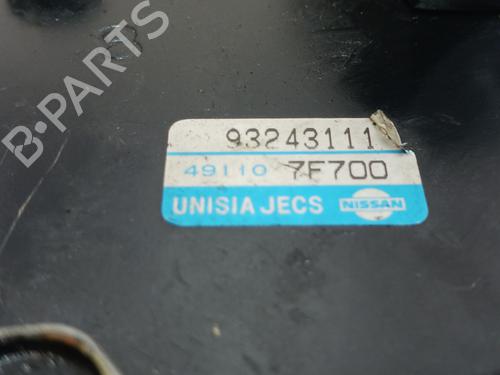 B-PARTS
93243111
49110 7F700
UNISIA JECS NISSAN